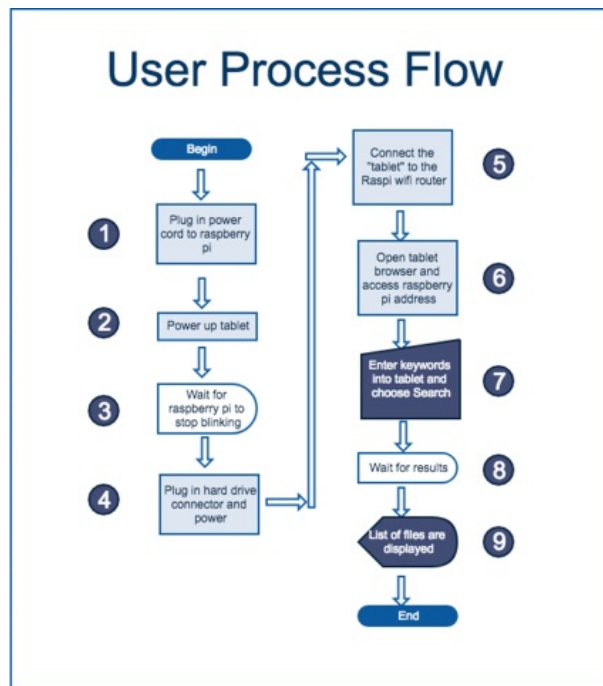 User Process Flow
Begin
1
Plug in power
cord to raspberry
pi
2
Power up tablet
3
Wait for
raspberry pi to
stop blinking
4
Plug in hard drive
connector and
power
5
Connect the
"tablet" to the
Raspi wifi router
6
Open tablet
browser and
access raspberry
pi address
7
Enter keywords
into tablet and
choose Search
8
Wait for results
9
List of files are
displayed
End